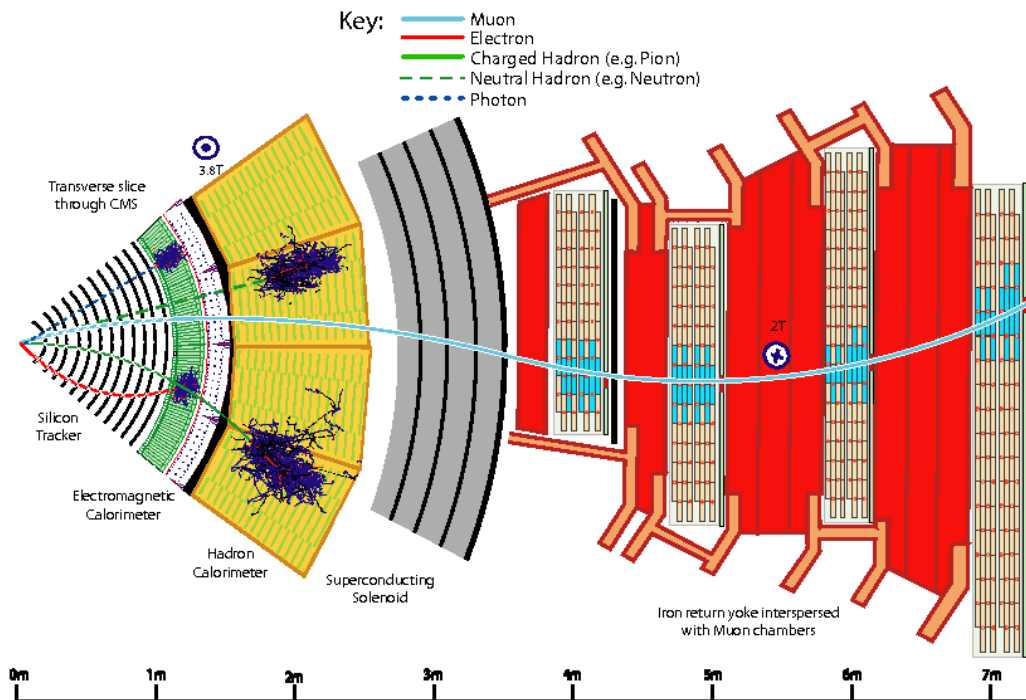 Key:
Muon
Electron
Charged Hadron (e.g. Pion)
Neutral Hadron (e.g. Neutron)
Photon
3.8T
Transverse slice
through CMS
2T
Silicon
Tracker
Electromagnetic
Calorimeter
Hadron
Calorimeter
Superconducting
Solenoid
Iron return yoke interspersed
with Muon chambers
0m 1m 2m 3m 4m 5m 6m 7m